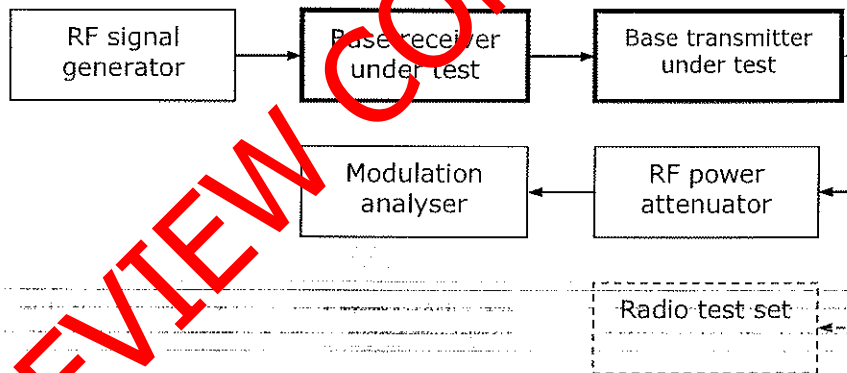 RF signal
generator
Base receiver
under test
Base transmitter
under test
Modulation
analyser
RF power
attenuator
Radio test set
EVIEW CO